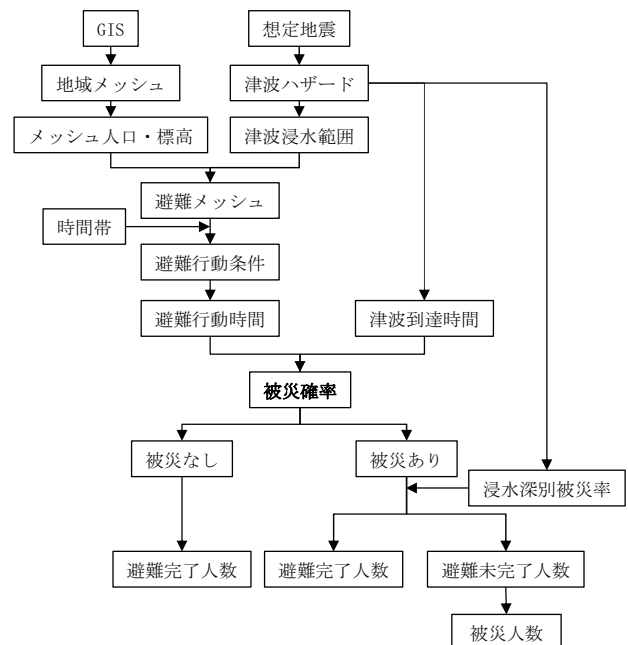 GIS
想定地震
地域メッシュ
津波ハザード
メッシュ人口・標高
津波浸水範囲
避難メッシュ
時間帯
避難行動条件
避難行動時間
津波到達時間
被災確率
被災なし
被災あり
浸水深別被災率
避難完了人数
避難完了人数
避難未完了人数
被災人数